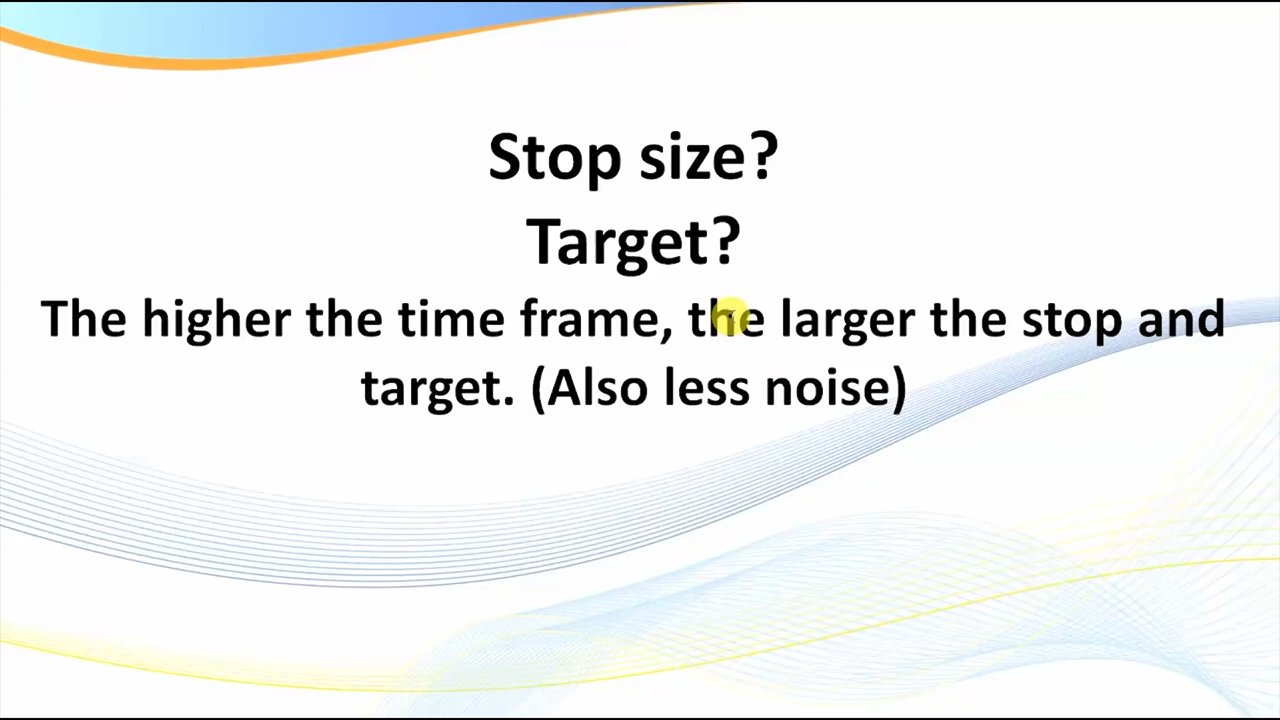 Stop size?
Target?
The higher the time frame, the larger the stop and
target. (Also less noise)